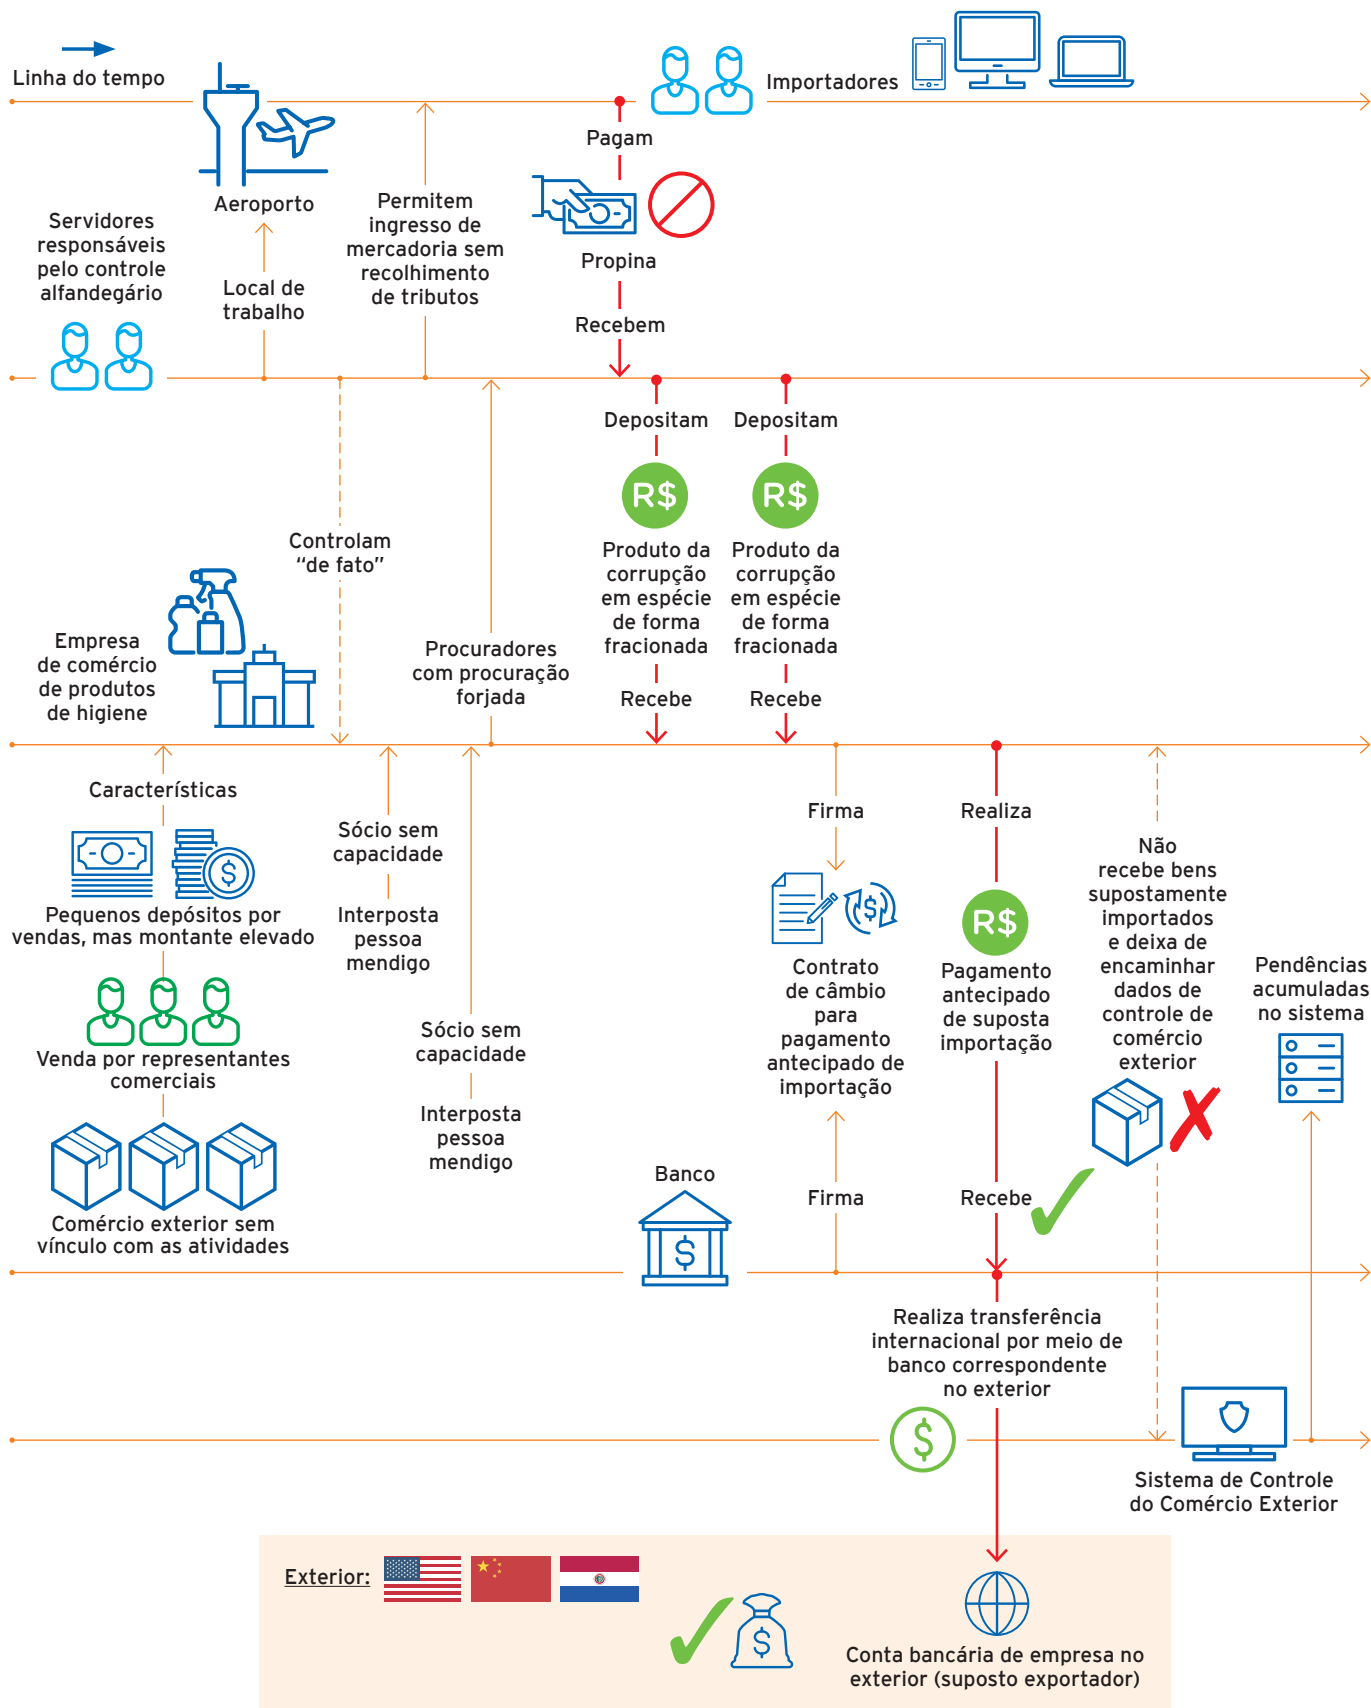 Linha do tempo
Importadores
Pagam
Aeroporto
Permitem
ingresso de
mercadoria sem
recolhimento
de tributos
Propina
Servidores
responsáveis
pelo controle
alfandegário
Local de
trabalho
Recebem
Depositam
Depositam
R$
R$
Controlam
“de fato”
Produto da
corrupção
em espécie
de forma
fracionada
Produto da
corrupção
em espécie
de forma
fracionada
Empresa
de comércio
de produtos
de higiene
Procuradores
com procuração
forjada
Recebe
Recebe
Características
$
Pequenos depósitos por
vendas, mas montante elevado
Venda por representantes
comerciais
Comércio exterior sem
vínculo com as atividades
Sócio sem
capacidade
Interposta
pessoa
mendigo
Sócio sem
capacidade
Interposta
pessoa
mendigo
Firma
$
Contrato
de câmbio
para
pagamento
antecipado de
importação
Firma
Realiza
R$
Pagamento
antecipado
de suposta
importação
Recebe
Não
recebe bens
supostamente
importados
e deixa de
encaminhar
dados de
controle de
comércio
exterior
Pendências
acumuladas
no sistema
Banco
$
Realiza transferência
internacional por meio de
banco correspondente
no exterior
$
Sistema de Controle
do Comércio Exterior
Exterior:
$
Conta bancária de empresa no
exterior (suposto exportador)